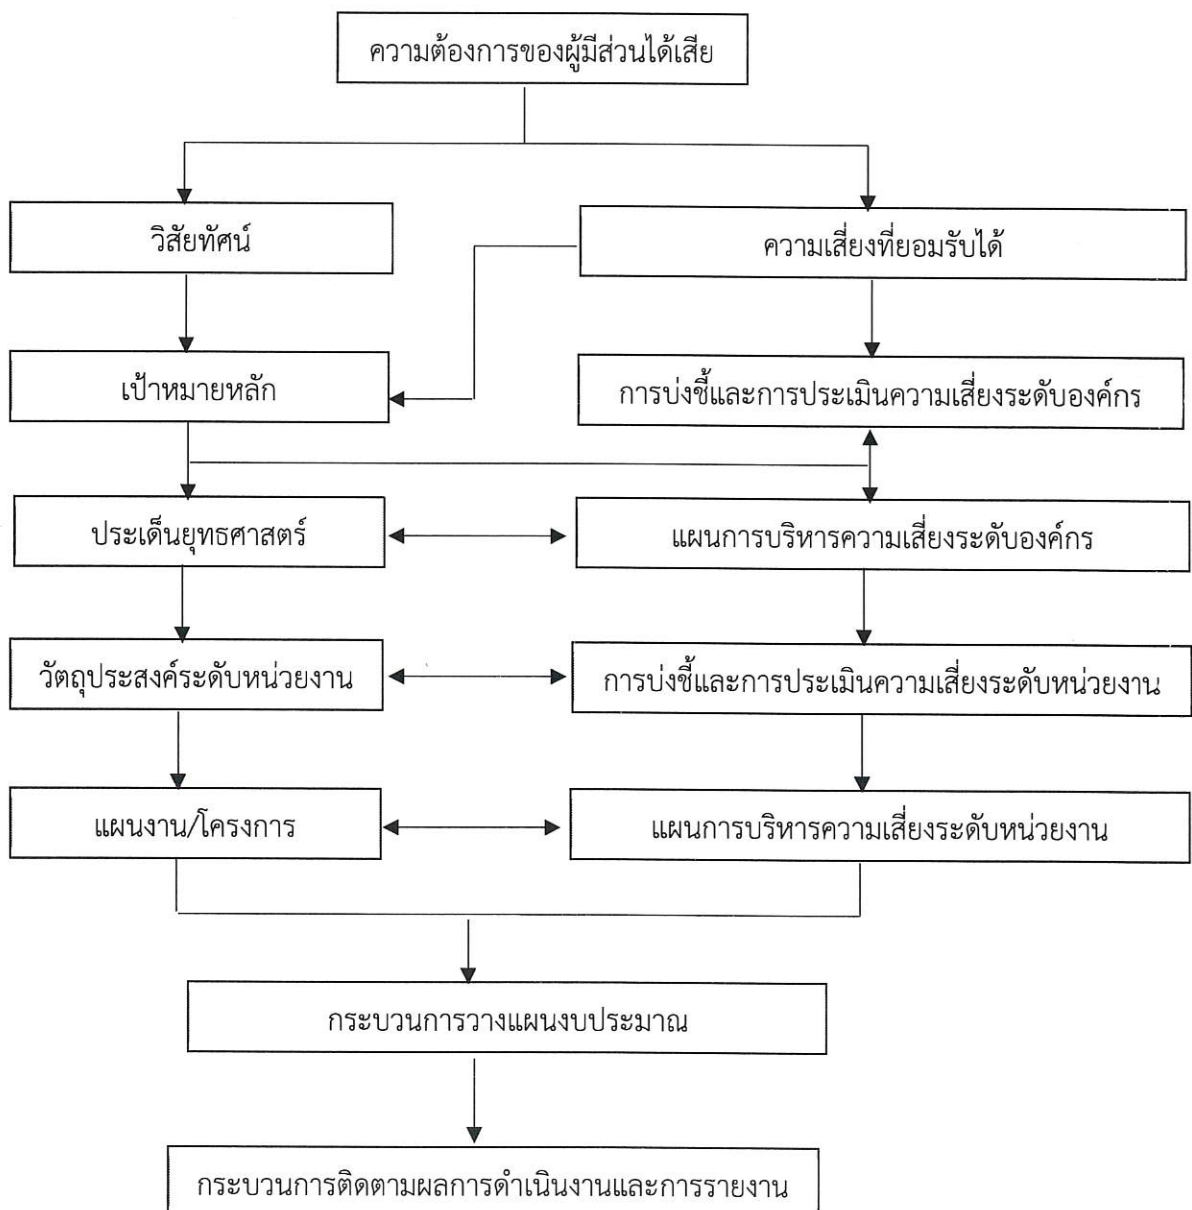 ความต้องการของผู้มีส่วนได้เสีย
วิสัยทัศน์
ความเสี่ยงที่ยอมรับได้
เป้าหมายหลัก
การบ่งชี้และการประเมินความเสี่ยงระดับองค์กร
ประเด็นยุทธศาสตร์
แผนการบริหารความเสี่ยงระดับองค์กร
วัตถุประสงค์ระดับหน่วยงาน
การบ่งชี้และการประเมินความเสี่ยงระดับหน่วยงาน
แผนงาน/โครงการ
แผนการบริหารความเสี่ยงระดับหน่วยงาน
กระบวนการวางแผนงบประมาณ
กระบวนการติดตามผลการดำเนินงานและการรายงาน